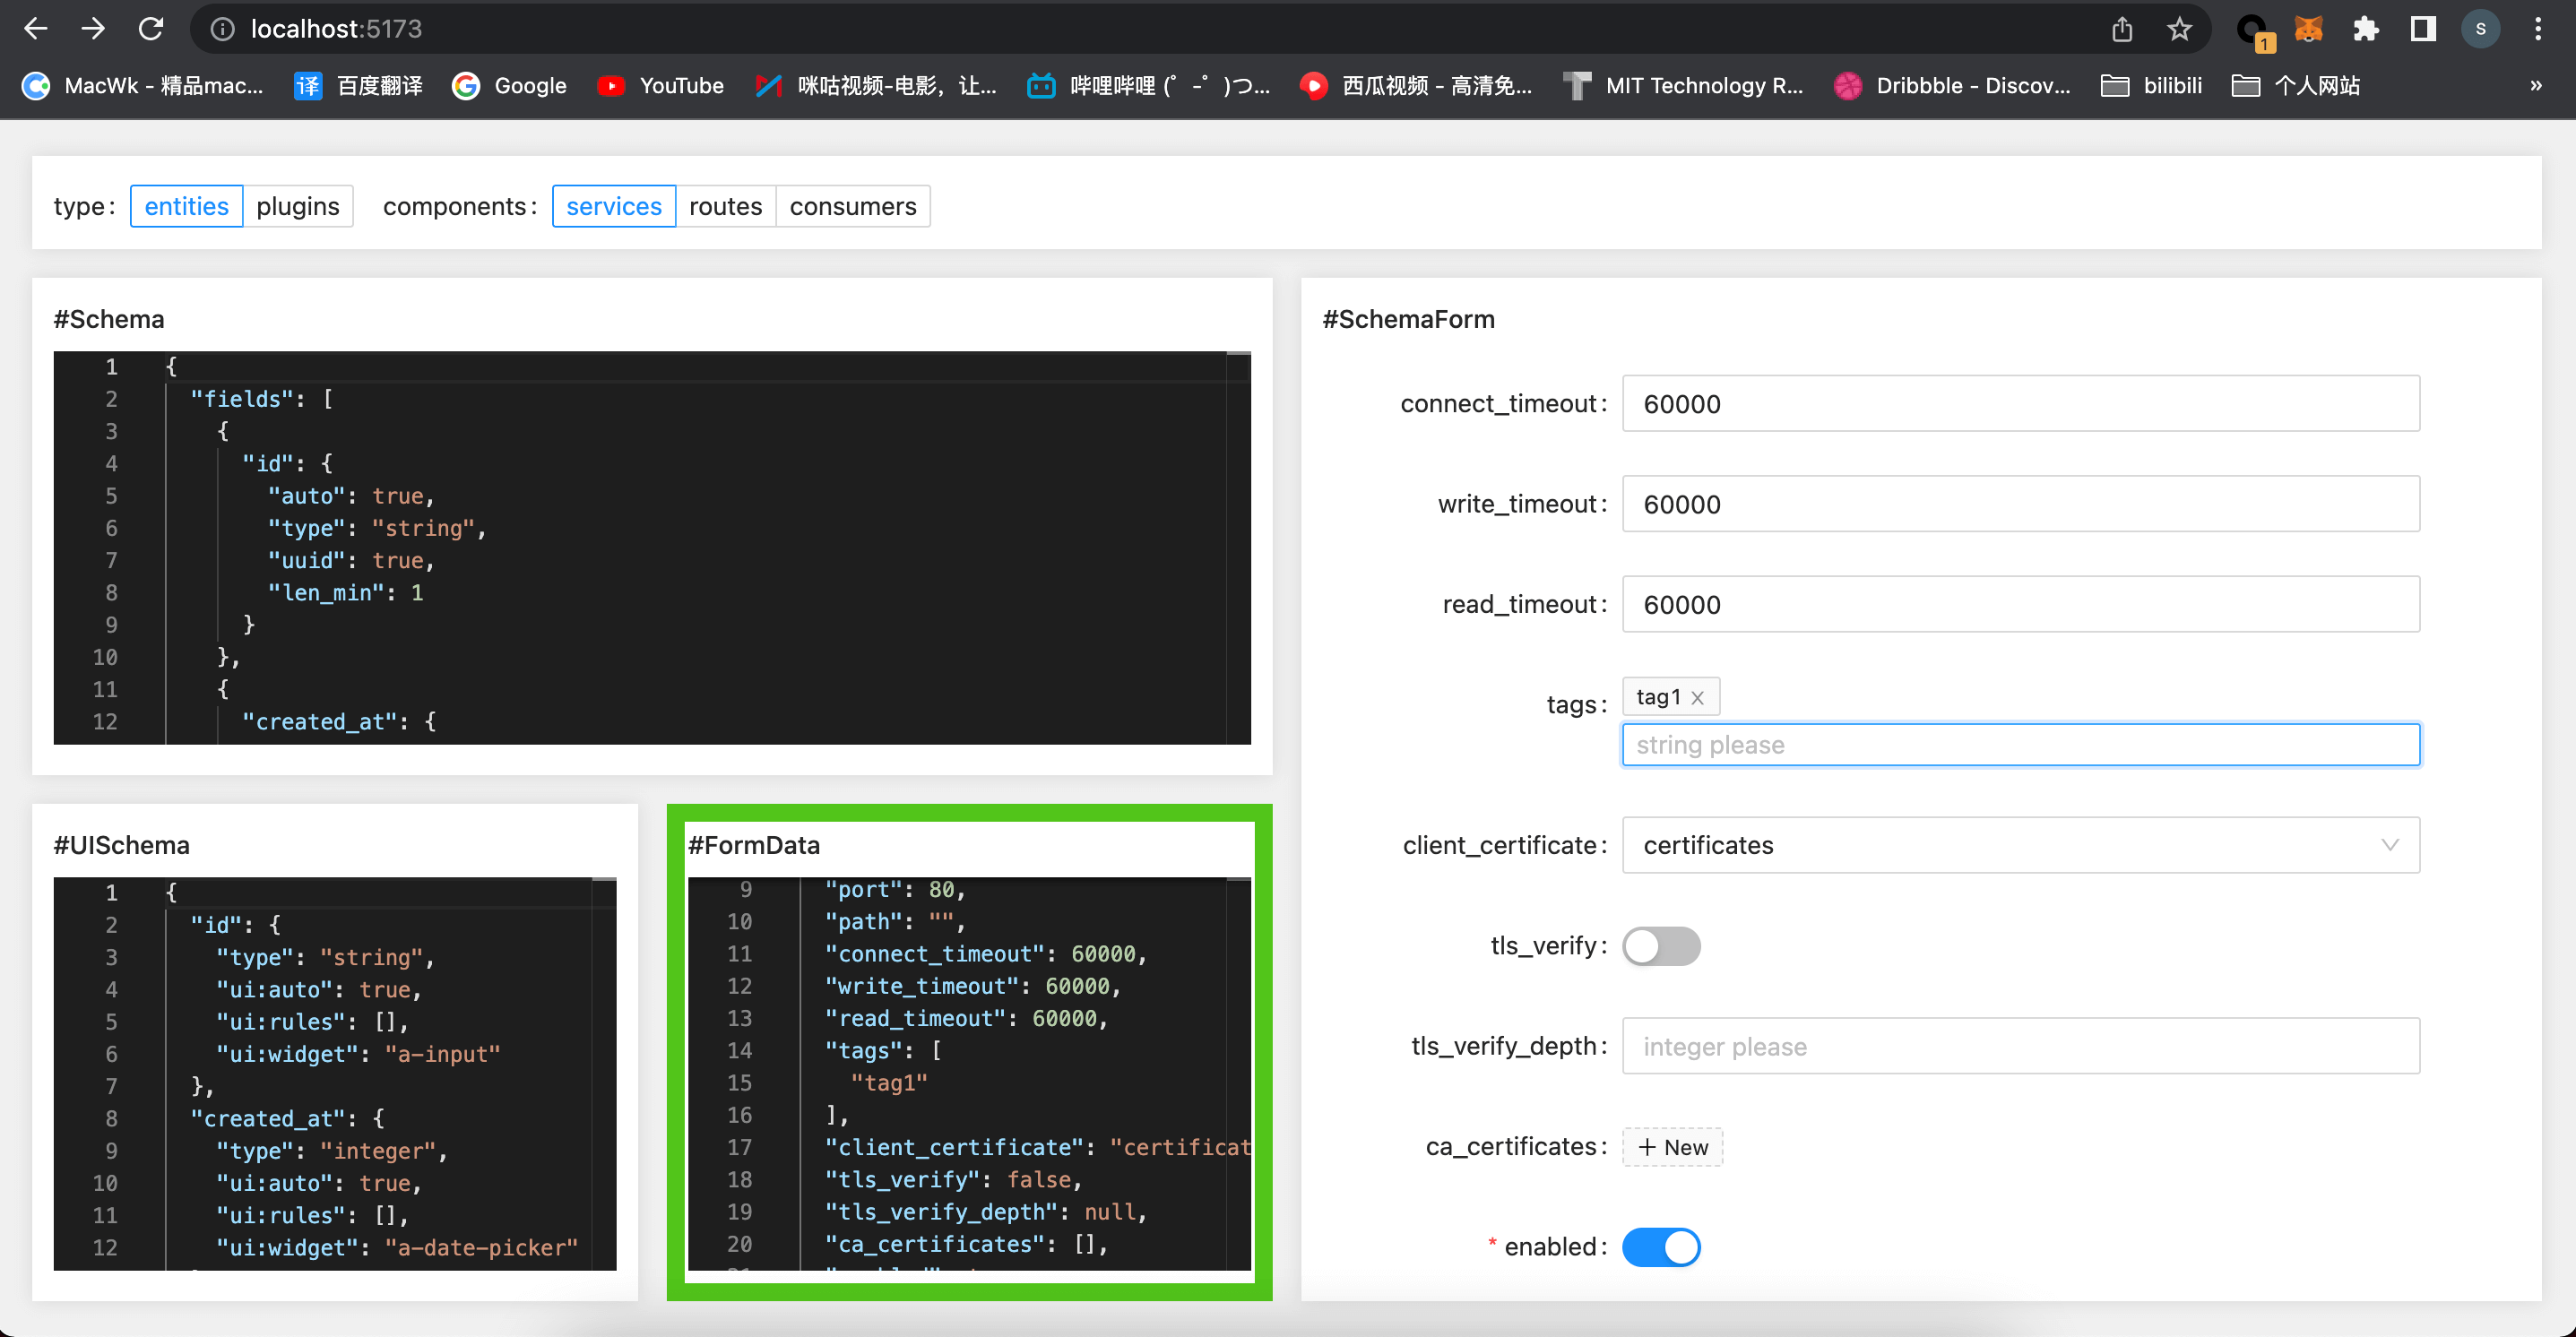 localhost:5173
1
S
MacWk - 精品mac...
译
百度翻译
Google
YouTube
咪咕视频-电影，让...
哔哩哔哩 (゜-゜)つ...
西瓜视频 - 高清免...
MIT Technology R...
Dribbble - Discov...
bilibili
个人网站
»
type: entities plugins components: services routes consumers
#Schema
1 {
2 "fields": [
3 {
4 "id": {
5 "auto": true,
6 "type": "string",
7 "uuid": true,
8 "len_min": 1
9 }
10 },
11 {
12 "created_at": {
#UISchema
1 {
2 "id": {
3 "type": "string",
4 "ui:auto": true,
5 "ui:rules": [],
6 "ui:widget": "a-input"
7 },
8 "created_at": {
9 "type": "integer",
10 "ui:auto": true,
11 "ui:rules": [],
12 "ui:widget": "a-date-picker"
#FormData
9 "port": 80,
10 "path": "",
11 "connect_timeout": 60000,
12 "write_timeout": 60000,
13 "read_timeout": 60000,
14 "tags": [
15 "tag1"
16 ],
17 "client_certificate": "certificat
18 "tls_verify": false,
19 "tls_verify_depth": null,
20 "ca_certificates": [],
#SchemaForm
connect_timeout: 60000
write_timeout: 60000
read_timeout: 60000
tags: tag1
string please
client_certificate: certificates
tls_verify:
tls_verify_depth: integer please
ca_certificates: + New
* enabled: